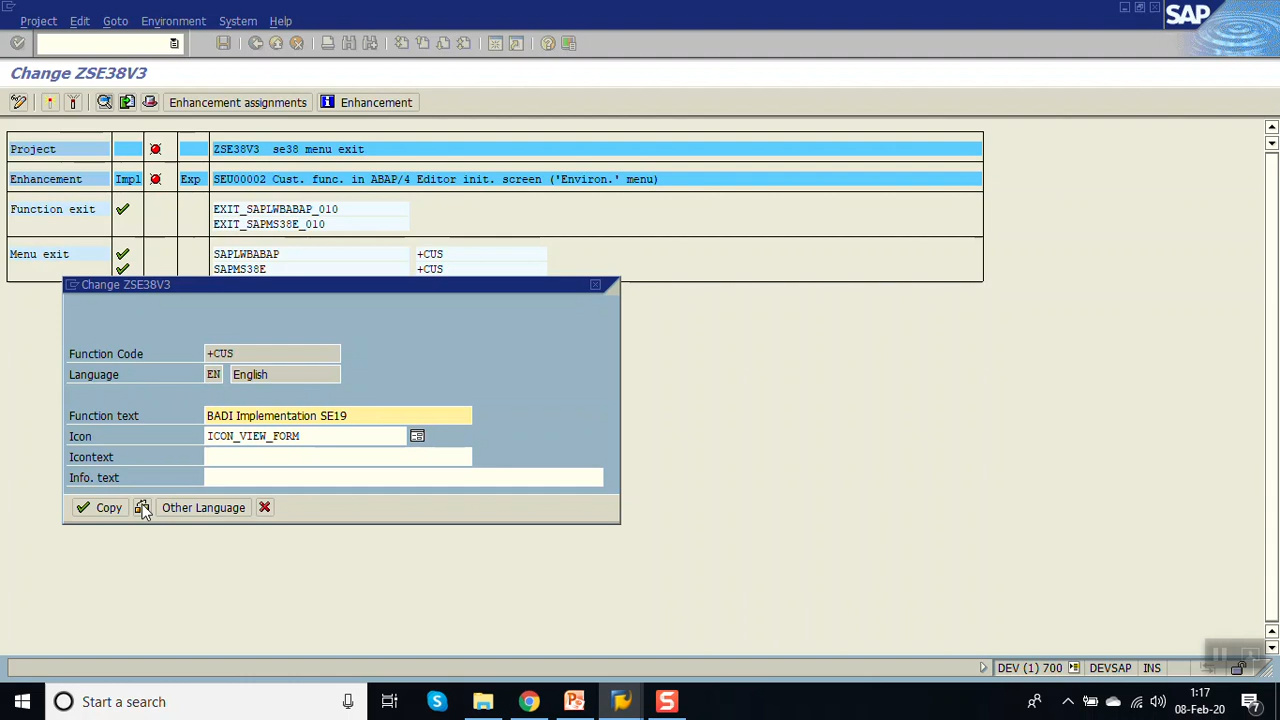 Project Edit Goto Environment System Help
SAP
Change ZSE38V3
Enhancement assignments Enhancement
Project ZSE38V3 se38 menu exit
Enhancement Impl Exp SEU00002 Cust. func. in ABAP/4 Editor init. screen ('Environ.' menu)
Function exit EXIT_SAPLWBABAP_010
EXIT_SAPMS38E_010
Menu exit SAPLWBABAP +CUS
SAPMS38E +CUS
Change ZSE38V3
Function Code +CUS
Language EN English
Function text BADI Implementation SE19
Icon ICON_VIEW_FORM
Icontext
Info. text
Copy Other Language
DEV (1) 700 DEVSAP INS
Start a search
1:17
08-Feb-20
7